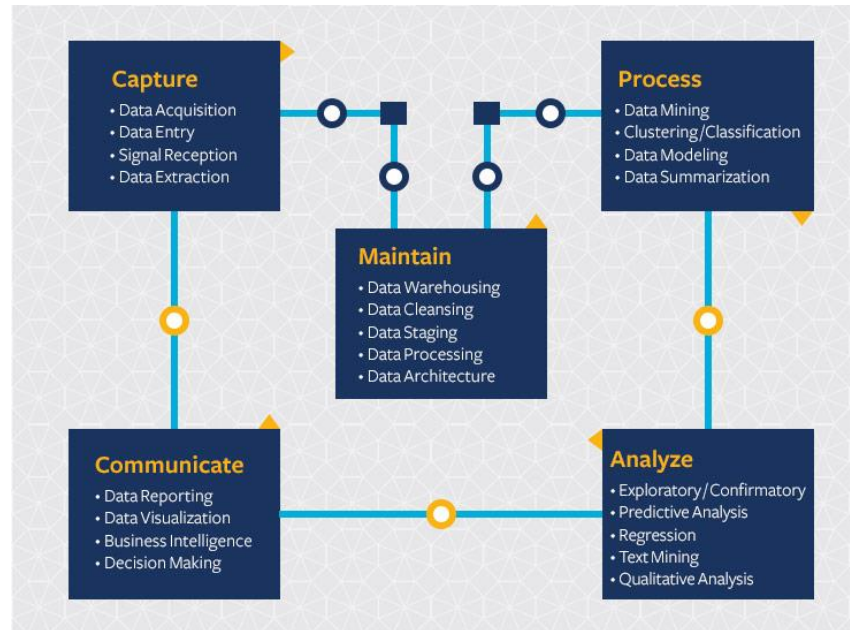 Capture
• Data Acquisition
• Data Entry
• Signal Reception
• Data Extraction
Process
• Data Mining
• Clustering/Classification
• Data Modeling
• Data Summarization
Maintain
• Data Warehousing
• Data Cleansing
• Data Staging
• Data Processing
• Data Architecture
Communicate
• Data Reporting
• Data Visualization
• Business Intelligence
• Decision Making
Analyze
• Exploratory/Confirmatory
• Predictive Analysis
• Regression
• Text Mining
• Qualitative Analysis